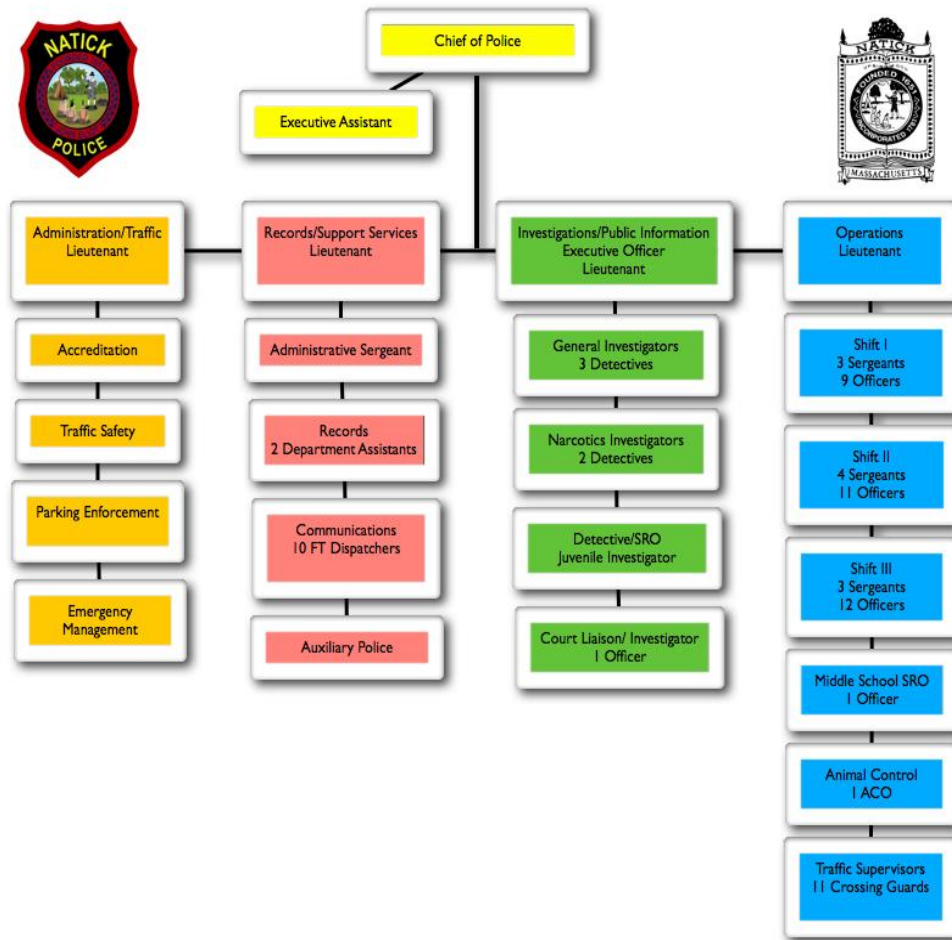 NATICK
POLICE
Chief of Police
NATICK
FOUNDED 1651
INCORPORATED 1781
MASSACHUSETTS
Executive Assistant
Administration/Traffic
Lieutenant
Accreditation
Traffic Safety
Parking Enforcement
Emergency
Management
Records/Support Services
Lieutenant
Administrative Sergeant
Records
2 Department Assistants
Communications
10 FT Dispatchers
Auxiliary Police
Investigations/Public Information
Executive Officer
Lieutenant
General Investigators
3 Detectives
Narcotics Investigators
2 Detectives
Detective/SRO
Juvenile Investigator
Court Liaison/ Investigator
1 Officer
Operations
Lieutenant
Shift I
3 Sergeants
9 Officers
Shift II
4 Sergeants
11 Officers
Shift III
3 Sergeants
12 Officers
Middle School SRO
1 Officer
Animal Control
1 ACO
Traffic Supervisors
11 Crossing Guards